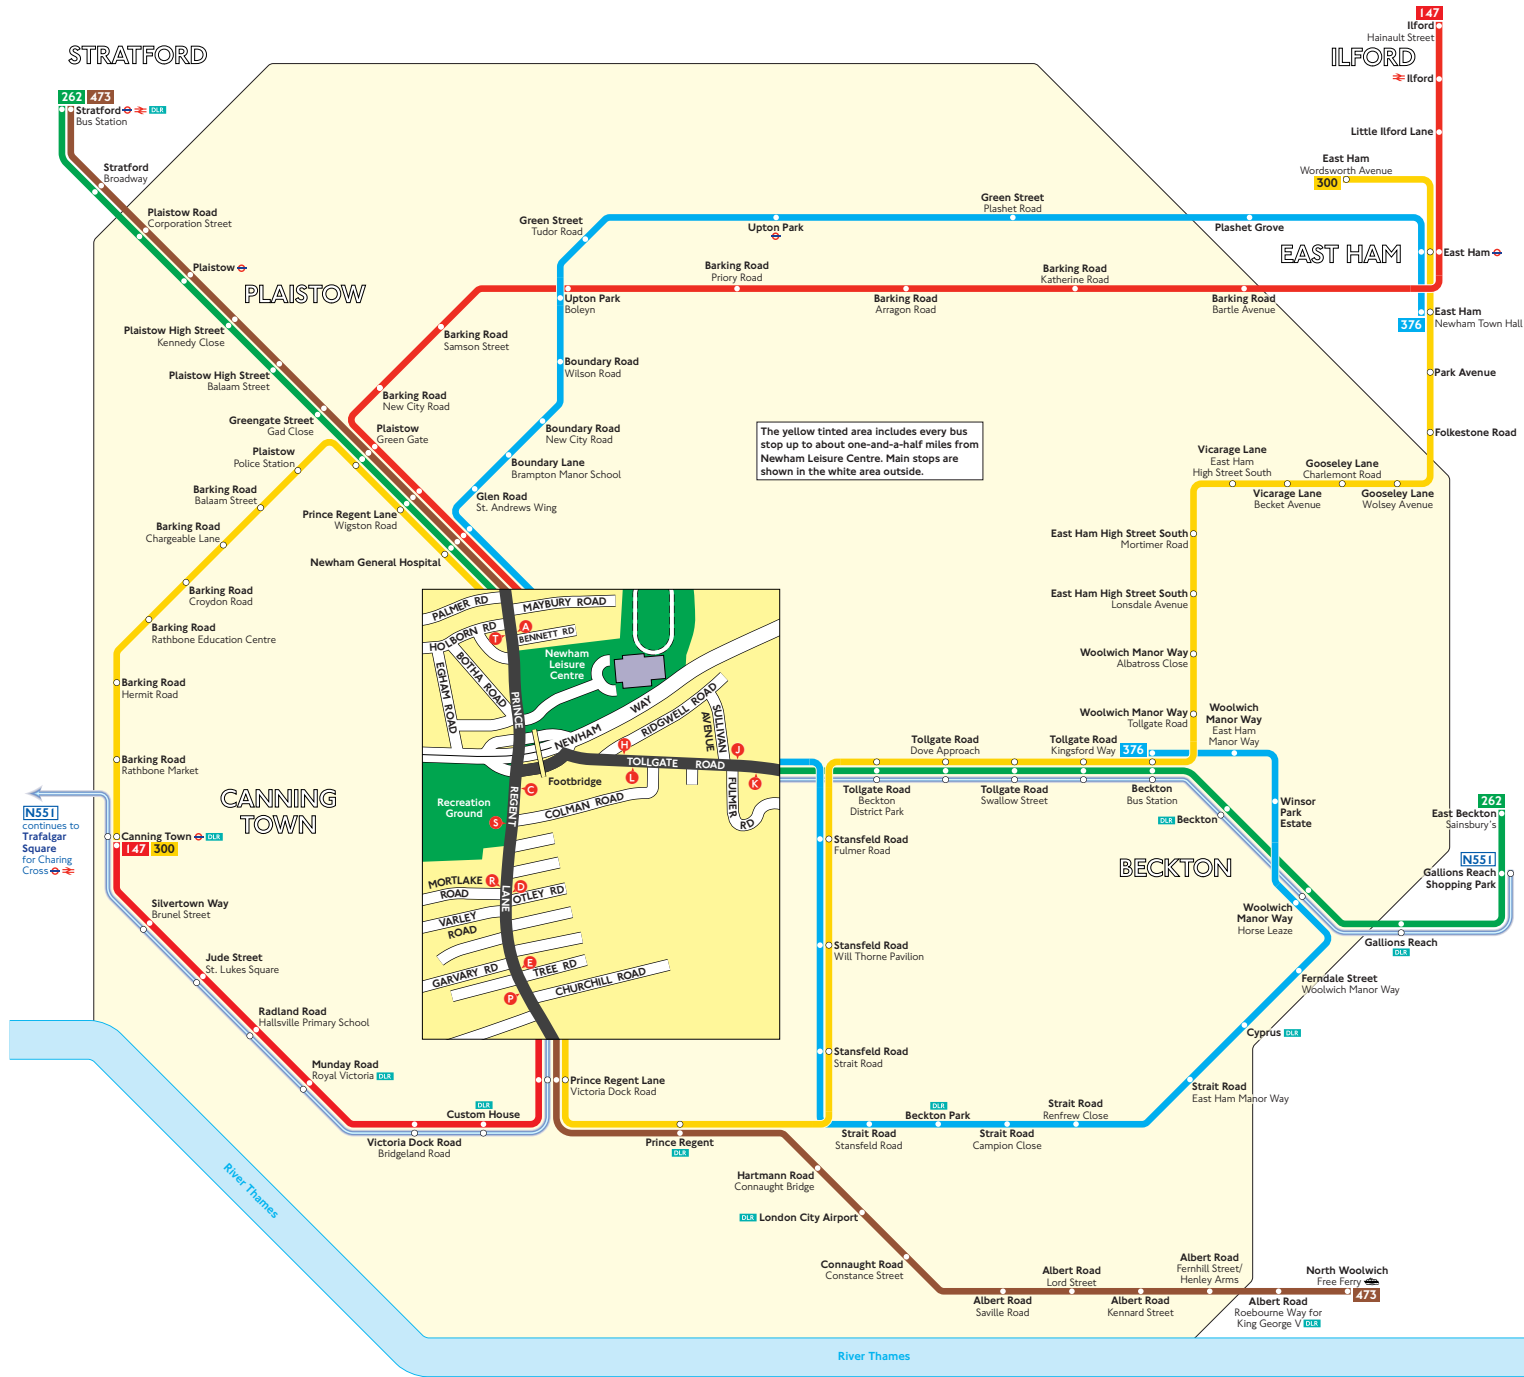 147
Ilford
Hainault Street
STRATFORD
ILFORD
Ilford
262 473
Stratford DLR
Bus Station
Little Ilford Lane
East Ham
Wordsworth Avenue
300
Stratford
Broadway
Green Street
Plashet Road
Plaistow Road
Corporation Street
Green Street
Tudor Road
Upton Park
Plashet Grove
EAST HAM
East Ham
Plaistow
PLAISTOW
Barking Road
Priory Road
Barking Road
Katherine Road
Upton Park
Boleyn
Barking Road
Arragon Road
Barking Road
Bartle Avenue
East Ham
Newham Town Hall
376
Plaistow High Street
Kennedy Close
Barking Road
Samson Street
Boundary Road
Wilson Road
Park Avenue
Plaistow High Street
Balaam Street
Barking Road
New City Road
Greengate Street
Gad Close
Plaistow
Green Gate
Boundary Road
New City Road
The yellow tinted area includes every bus
stop up to about one-and-a-half miles from
Newham Leisure Centre. Main stops are
shown in the white area outside.
Folkestone Road
Plaistow
Police Station
Boundary Lane
Brampton Manor School
Vicarage Lane
East Ham
High Street South
Gooseley Lane
Charlemont Road
Vicarage Lane
Becket Avenue
Gooseley Lane
Wolsey Avenue
Barking Road
Balaam Street
Glen Road
St. Andrews Wing
Prince Regent Lane
Wigston Road
Barking Road
Chargeable Lane
East Ham High Street South
Mortimer Road
Newham General Hospital
Barking Road
Croydon Road
East Ham High Street South
Lonsdale Avenue
Barking Road
Rathbone Education Centre
PALMER RD
MAYBURY ROAD
HOLBORN RD
T
A
BENNETT RD
Newham
Leisure
Centre
EGHAM ROAD
BOTHA ROAD
PRINCE
REGENT
LANE
NEWHAM WAY
RIDGWELL ROAD
SULLIVAN
AVENUE
H
J
TOLLGATE ROAD
L
K
Footbridge
C
FULMER
RD
COLMAN ROAD
Recreation
Ground
S
MORTLAKE
ROAD
R
D
OTLEY RD
VARLEY
ROAD
E
GARVARY RD
TREE RD
P
CHURCHILL ROAD
Woolwich Manor Way
Albatross Close
Barking Road
Hermit Road
Woolwich Manor Way
Tollgate Road
Woolwich
Manor Way
East Ham
Manor Way
Tollgate Road
Dove Approach
Tollgate Road
Kingsford Way
376
Barking Road
Rathbone Market
Tollgate Road
Beckton
District Park
Tollgate Road
Swallow Street
Beckton
Bus Station
CANNING
TOWN
N551
continues to
Trafalgar
Square
for Charing
Cross
Canning Town DLR
147 300
Winsor
Park
Estate
DLR Beckton
262
East Beckton
Sainsbury's
Stansfeld Road
Fulmer Road
BECKTON
N551
Gallions Reach
Shopping Park
Silvertown Way
Brunel Street
Woolwich
Manor Way
Horse Leaze
Gallions Reach
DLR
Stansfeld Road
Will Thorne Pavilion
Jude Street
St. Lukes Square
Ferndale Street
Woolwich Manor Way
Radland Road
Hallsville Primary School
Cyprus DLR
Stansfeld Road
Strait Road
Munday Road
Royal Victoria DLR
Prince Regent Lane
Victoria Dock Road
Strait Road
East Ham Manor Way
DLR
Custom House
DLR
Beckton Park
Strait Road
Renfrew Close
Victoria Dock Road
Bridgeland Road
Prince Regent
DLR
Strait Road
Stansfeld Road
Strait Road
Campion Close
Hartmann Road
Connaught Bridge
River Thames
DLR London City Airport
Connaught Road
Constance Street
Albert Road
Lord Street
Albert Road
Fernhill Street/
Henley Arms
North Woolwich
Free Ferry
473
Albert Road
Saville Road
Albert Road
Kennard Street
Albert Road
Roebourne Way for
King George V DLR
River Thames